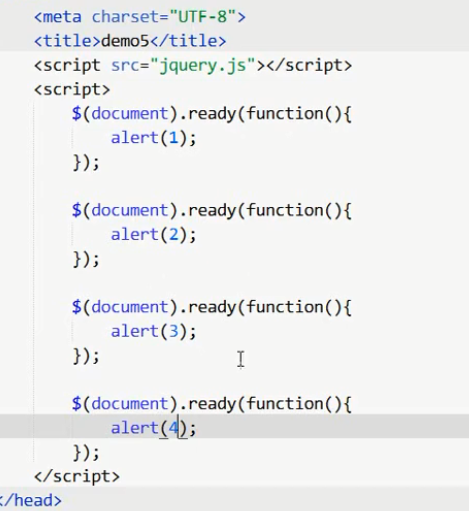 <meta charset="UTF-8">
<title>demo5</title>
<script src="jquery.js"></script>
<script>
$(document).ready(function(){
alert(1);
});
$(document).ready(function(){
alert(2);
});
$(document).ready(function(){
alert(3);
});
$(document).ready(function(){
alert(4);
});
</script>
</head>